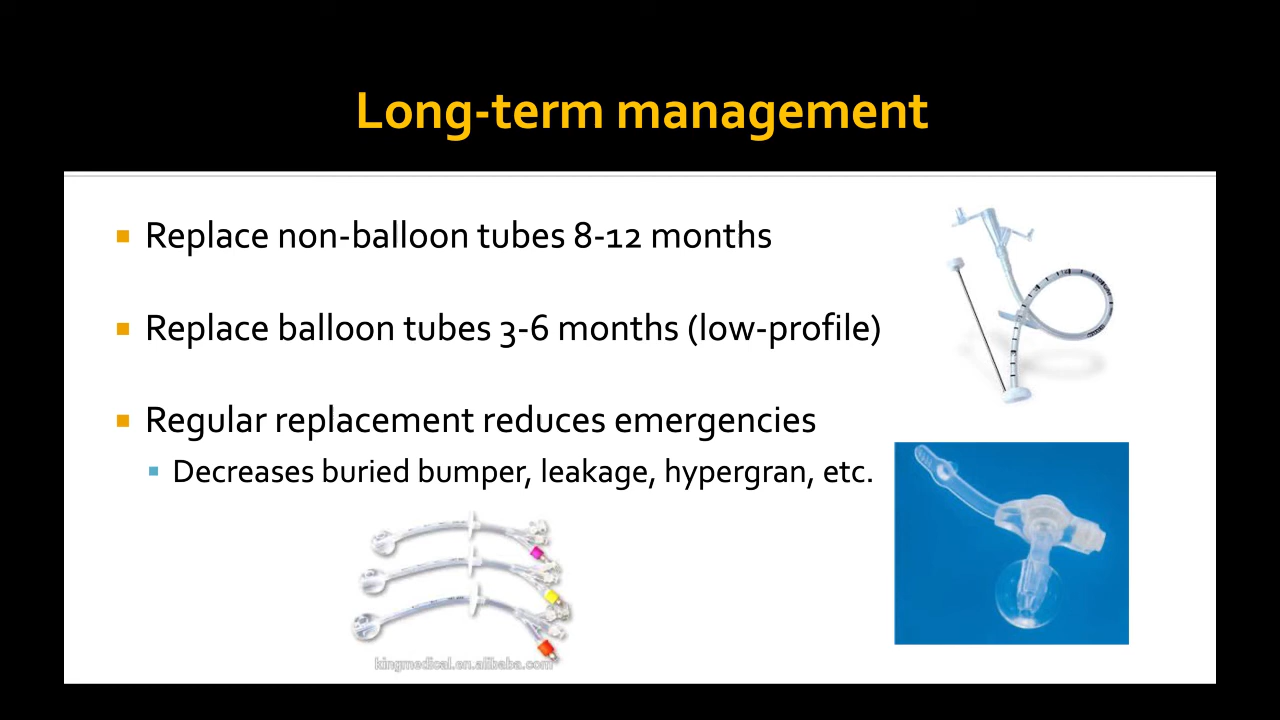 Long-term management
Replace non-balloon tubes 8-12 months
Replace balloon tubes 3-6 months (low-profile)
Regular replacement reduces emergencies
Decreases buried bumper, leakage, hypergran, etc.
kingmedical.en.alibaba.com